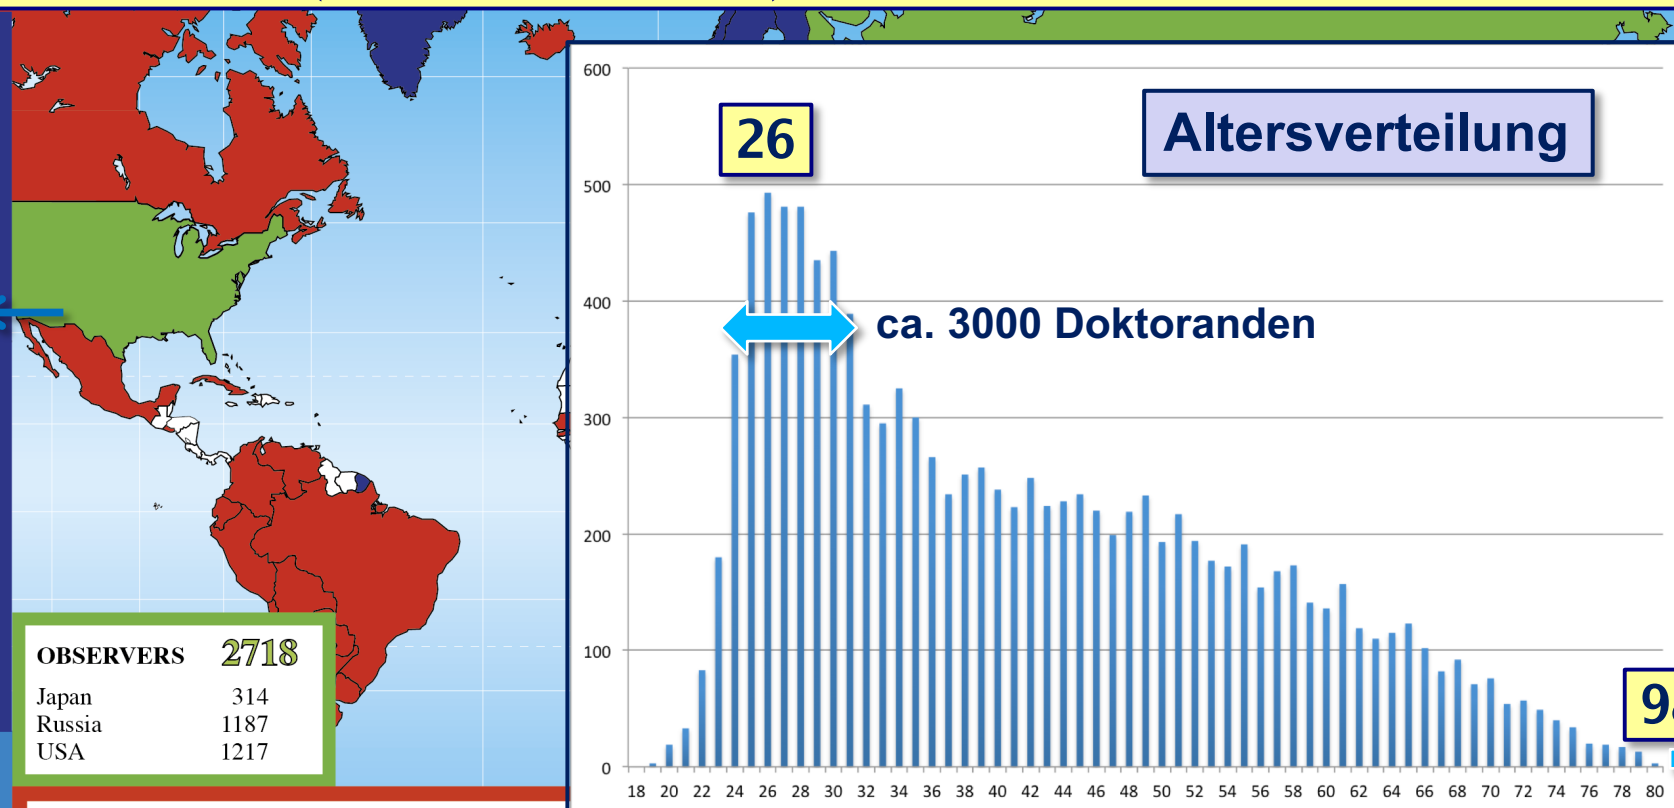 600
500
400
300
200
100
0
26
Altersverteilung
ca. 3000 Doktoranden
18 20 22 24 26 28 30 32 34 36 38 40 42 44 46 48 50 52 54 56 58 60 62 64 66 68 70 72 74 76 78 80
OBSERVERS 2718
Japan 314
Russia 1187
USA 1217